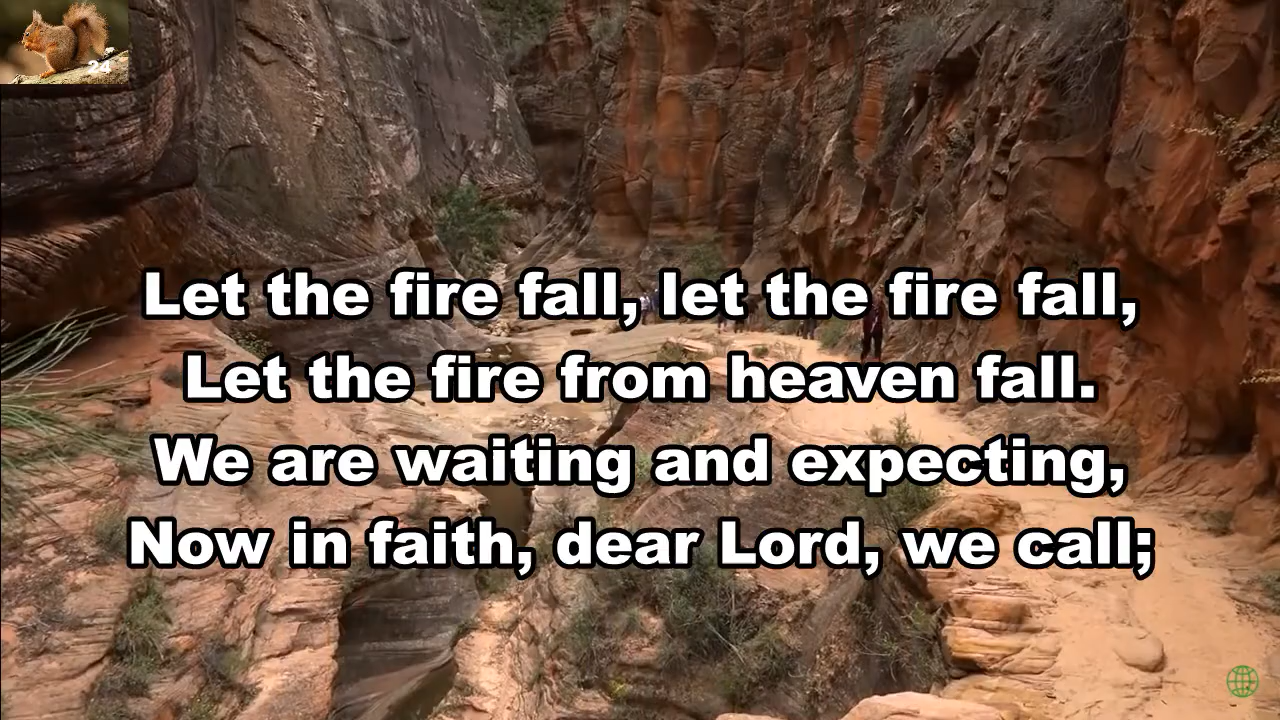 24
Let the fire fall, let the fire fall,
Let the fire from heaven fall.
We are waiting and expecting,
Now in faith, dear Lord, we call;